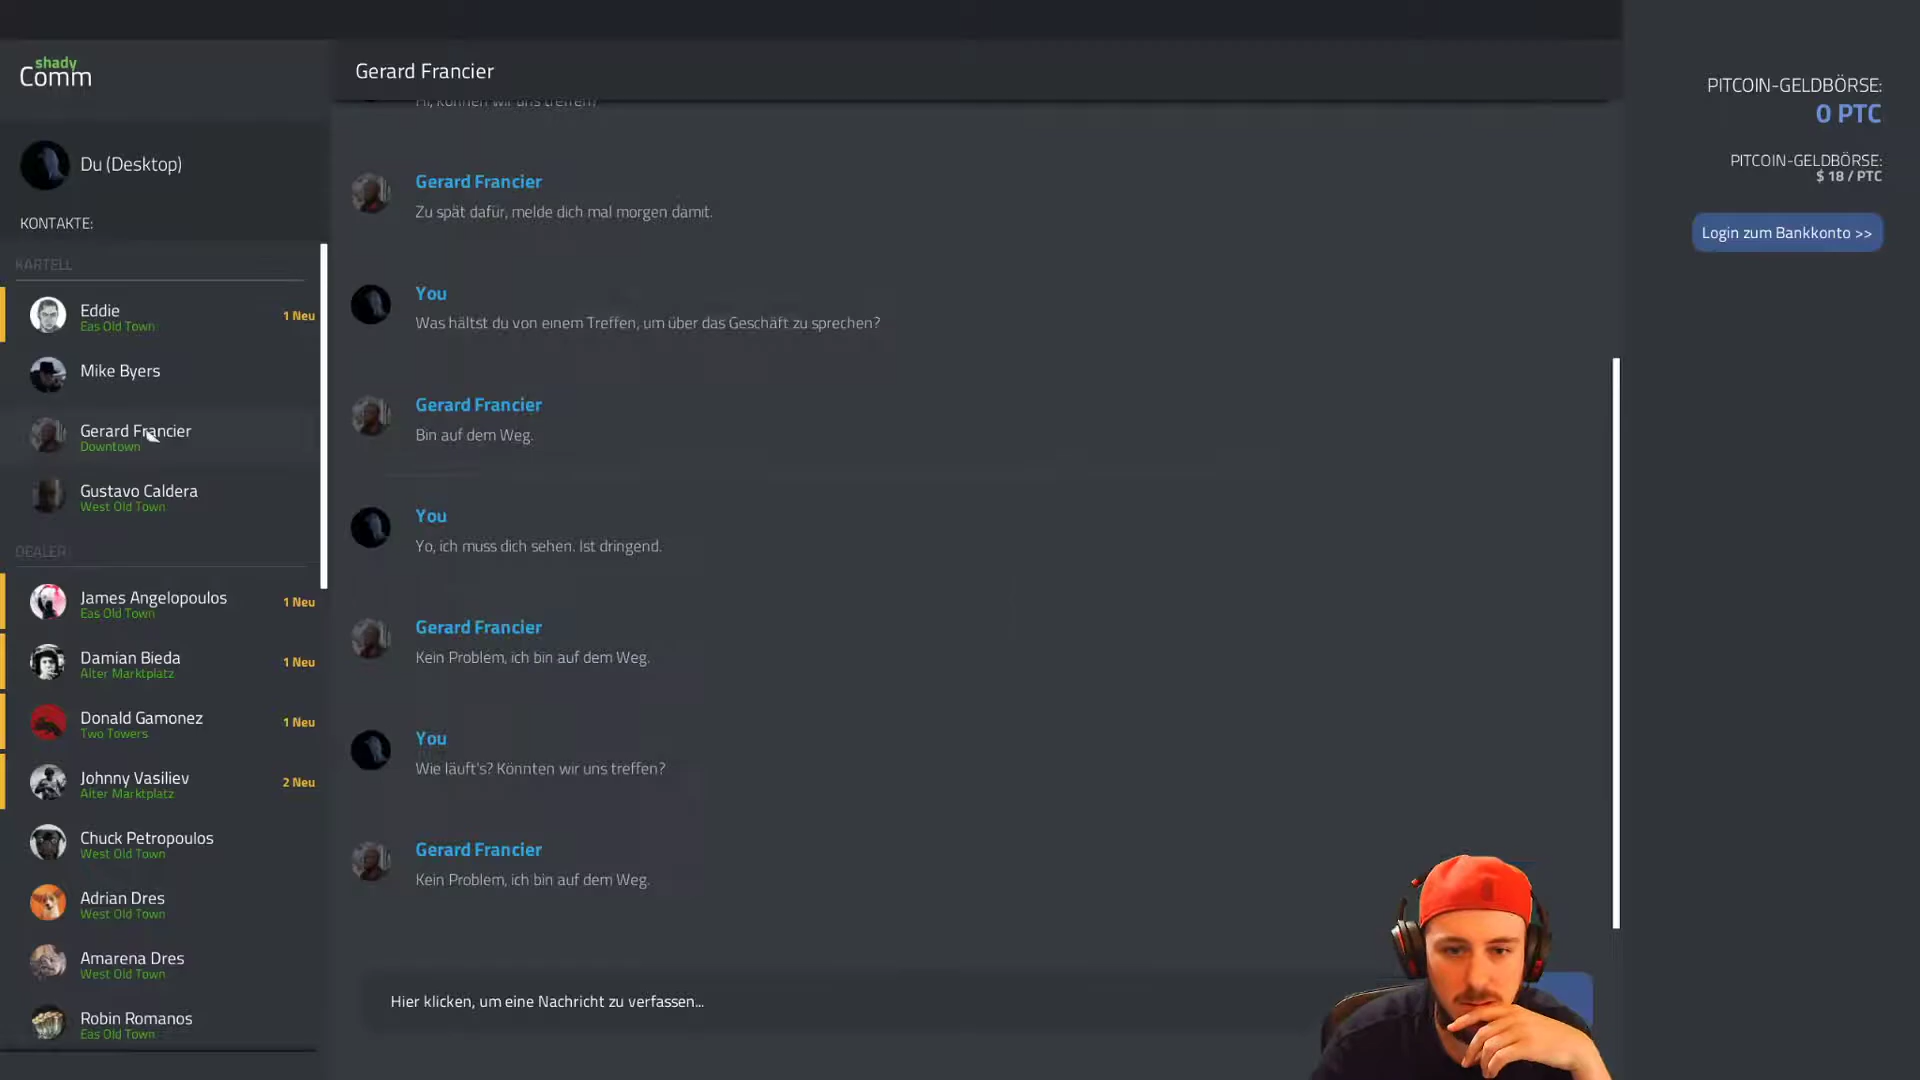 shady
Comm
Du (Desktop)
KONTAKTE:
KARTELL
Eddie
Eas Old Town
1 Neu
Mike Byers
Gerard Francier
Downtown
Gustavo Caldera
West Old Town
DEALER
James Angelopoulos
Eas Old Town
1 Neu
Damian Bieda
Alter Marktplatz
1 Neu
Donald Gamonez
Two Towers
1 Neu
Johnny Vasiliev
Alter Marktplatz
2 Neu
Chuck Petropoulos
West Old Town
Adrian Dres
West Old Town
Amarena Dres
West Old Town
Robin Romanos
Eas Old Town
Gerard Francier
Hi, können wir uns treffen?
Gerard Francier
Zu spät dafür, melde dich mal morgen damit.
You
Was hältst du von einem Treffen, um über das Geschäft zu sprechen?
Gerard Francier
Bin auf dem Weg.
You
Yo, ich muss dich sehen. Ist dringend.
Gerard Francier
Kein Problem, ich bin auf dem Weg.
You
Wie läuft's? Könnten wir uns treffen?
Gerard Francier
Kein Problem, ich bin auf dem Weg.
Hier klicken, um eine Nachricht zu verfassen...
PITCOIN-GELDBÖRSE:
0 PTC
PITCOIN-GELDBÖRSE:
$ 18 / PTC
Login zum Bankkonto >>